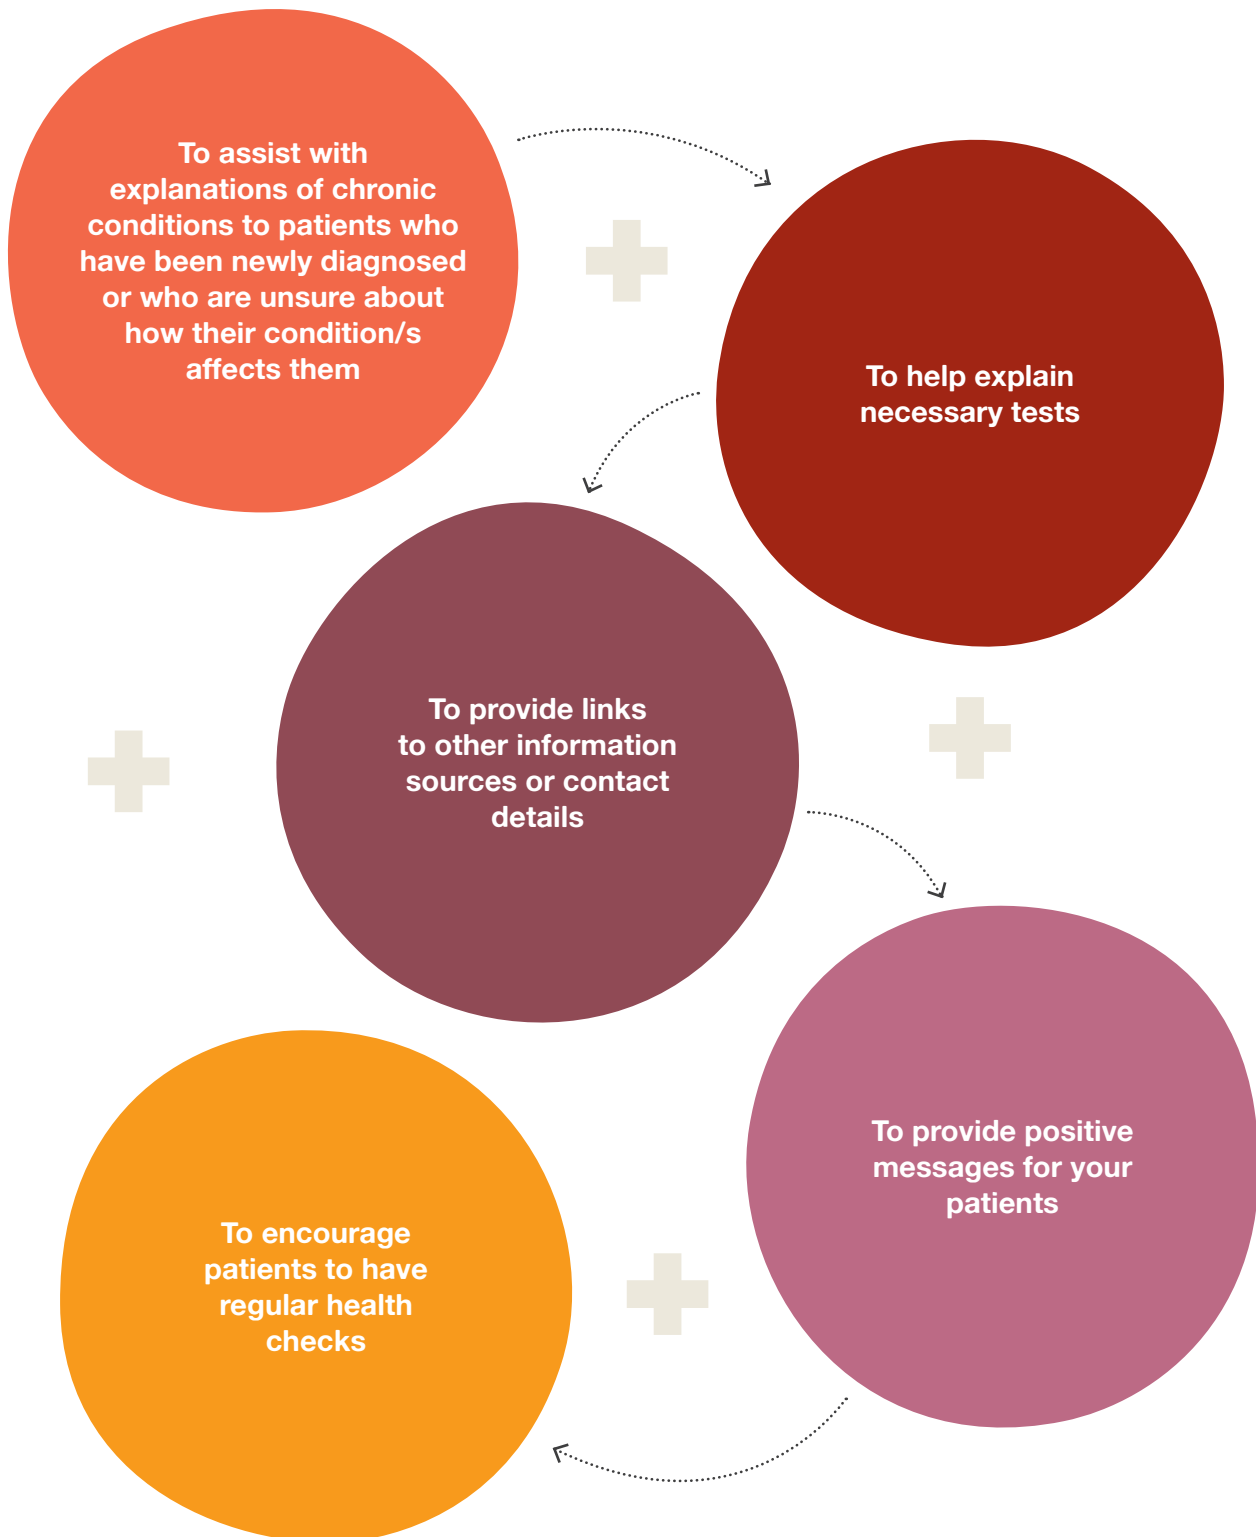 To assist with
explanations of chronic
conditions to patients who
have been newly diagnosed
or who are unsure about
how their condition/s
affects them
To help explain
necessary tests
To provide links
to other information
sources or contact
details
To provide positive
messages for your
patients
To encourage
patients to have
regular health
checks